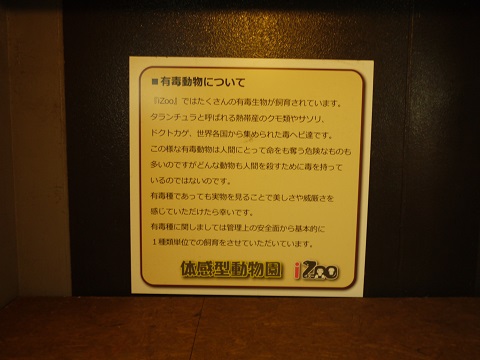 ■有毒動物について
『iZoo』ではたくさんの有毒生物が飼育されています。
タランチュラと呼ばれる熱帯産のクモ類やサソリ、
ドクトカゲ、世界各国から集められた毒ヘビ達です。
この様な有毒動物は人間にとって命をも奪う危険なものも
多いのですがどんな動物も人間を殺すために毒を持って
いるのではないのです。
有毒種であっても実物を見ることで美しさや威厳さを
感じていただけたら幸いです。
有毒種に関しましては管理上の安全面から基本的に
１種類単位での飼育をさせていただいています。
体感型動物園 iZoo